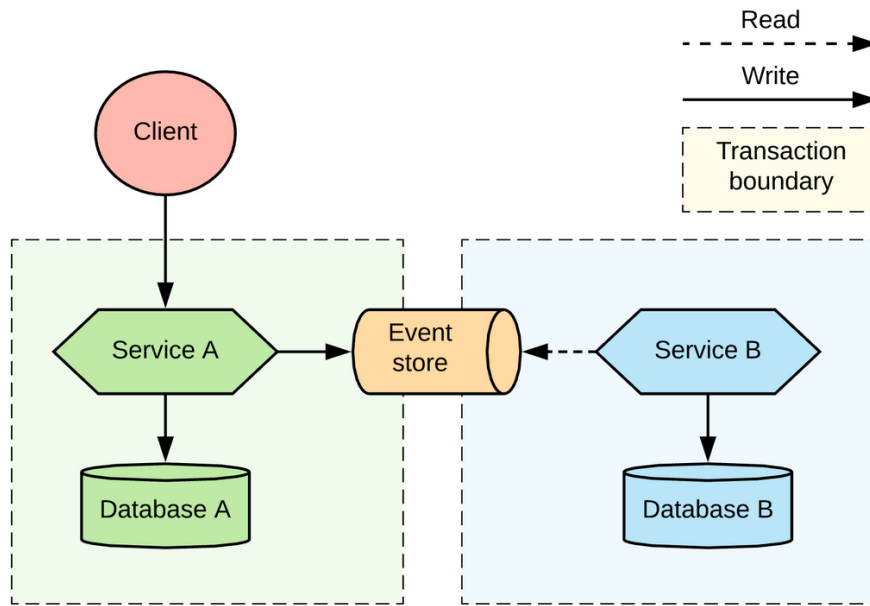 Read
Write
Transaction
boundary
Client
Service A
Event
store
Service B
Database A
Database B